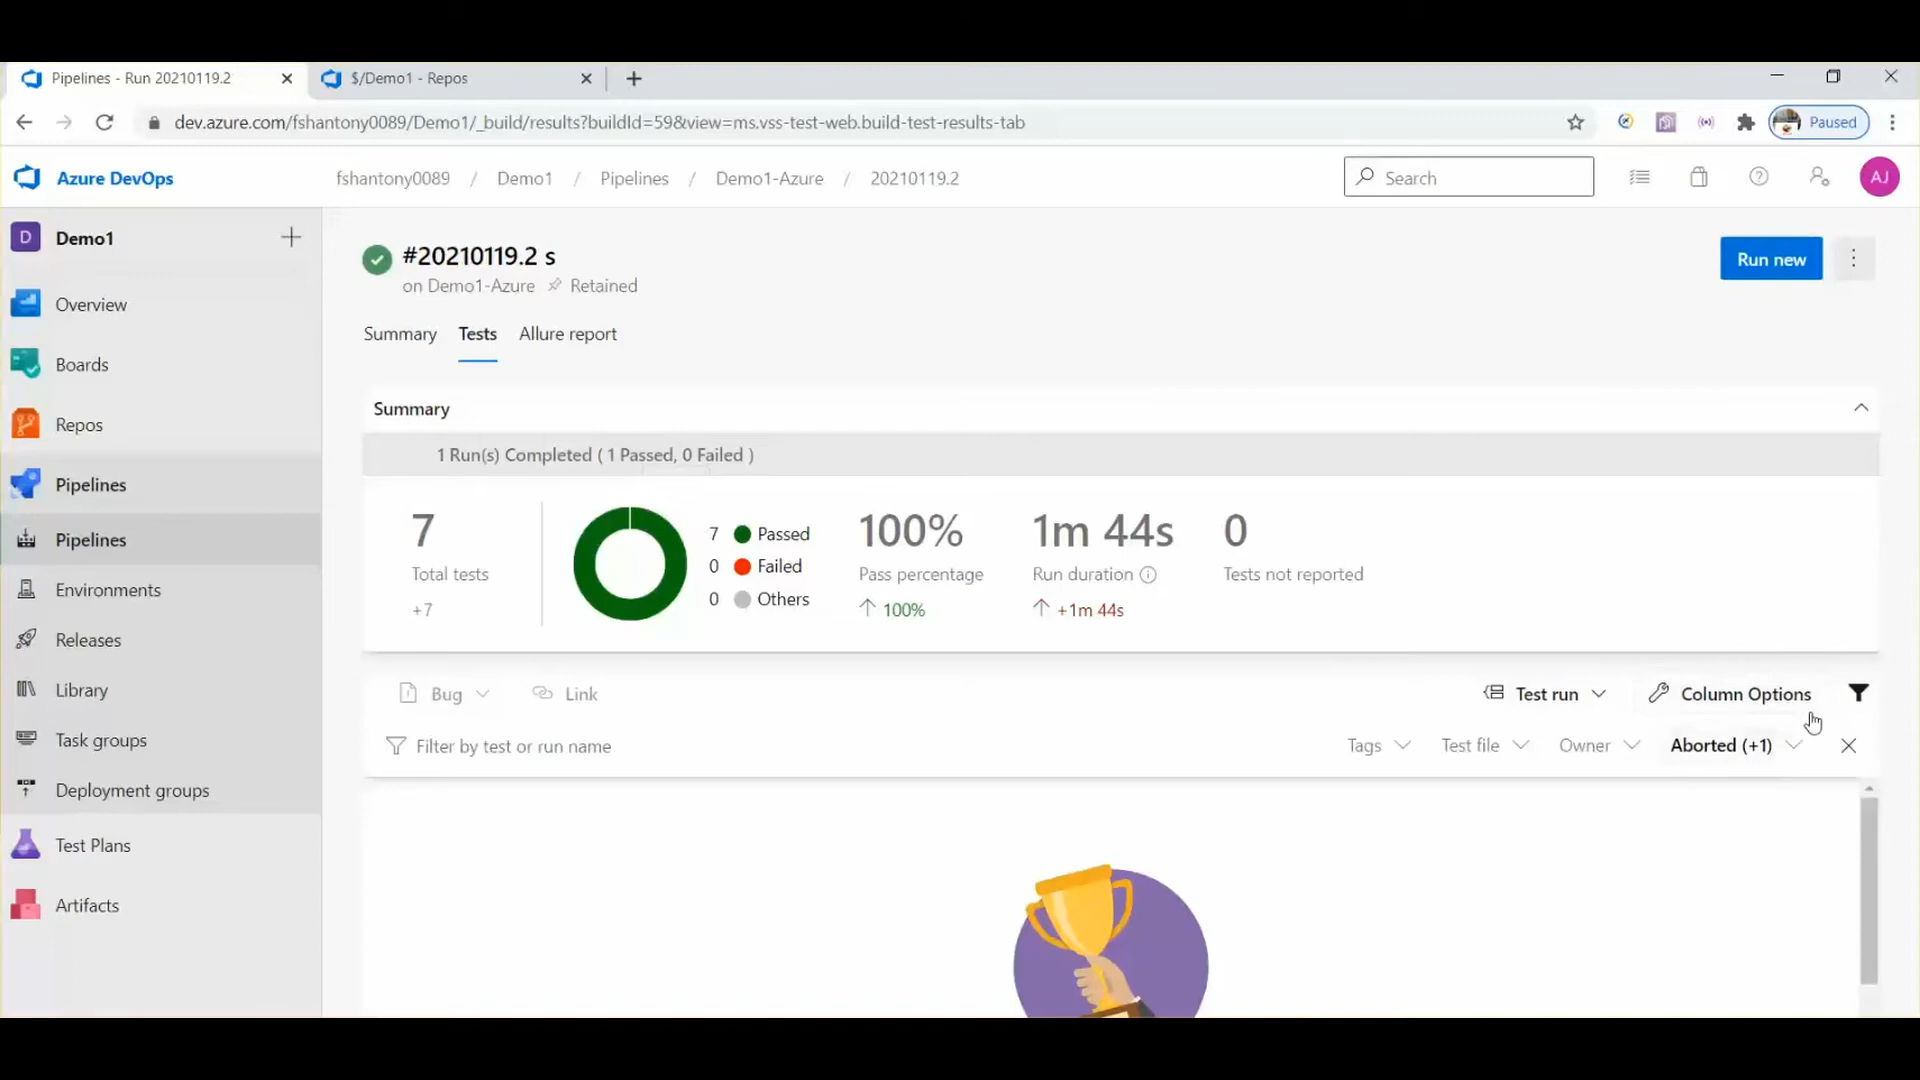 Pipelines - Run 20210119.2
$/Demo1 - Repos
dev.azure.com/fshantony0089/Demo1/_build/results?buildId=59&view=ms.vss-test-web.build-test-results-tab
Paused
Azure DevOps
fshantony0089 / Demo1 / Pipelines / Demo1-Azure / 20210119.2
Search
AJ
D Demo1
Overview
Boards
Repos
Pipelines
Pipelines
Environments
Releases
Library
Task groups
Deployment groups
Test Plans
Artifacts
#20210119.2 s
on Demo1-Azure Retained
Run new
Summary Tests Allure report
Summary
1 Run(s) Completed ( 1 Passed, 0 Failed )
7
Total tests
+7
7 Passed
0 Failed
0 Others
100%
Pass percentage
100%
1m 44s
Run duration
+1m 44s
0
Tests not reported
Bug Link
Test run Column Options
Filter by test or run name
Tags Test file Owner Aborted (+1)